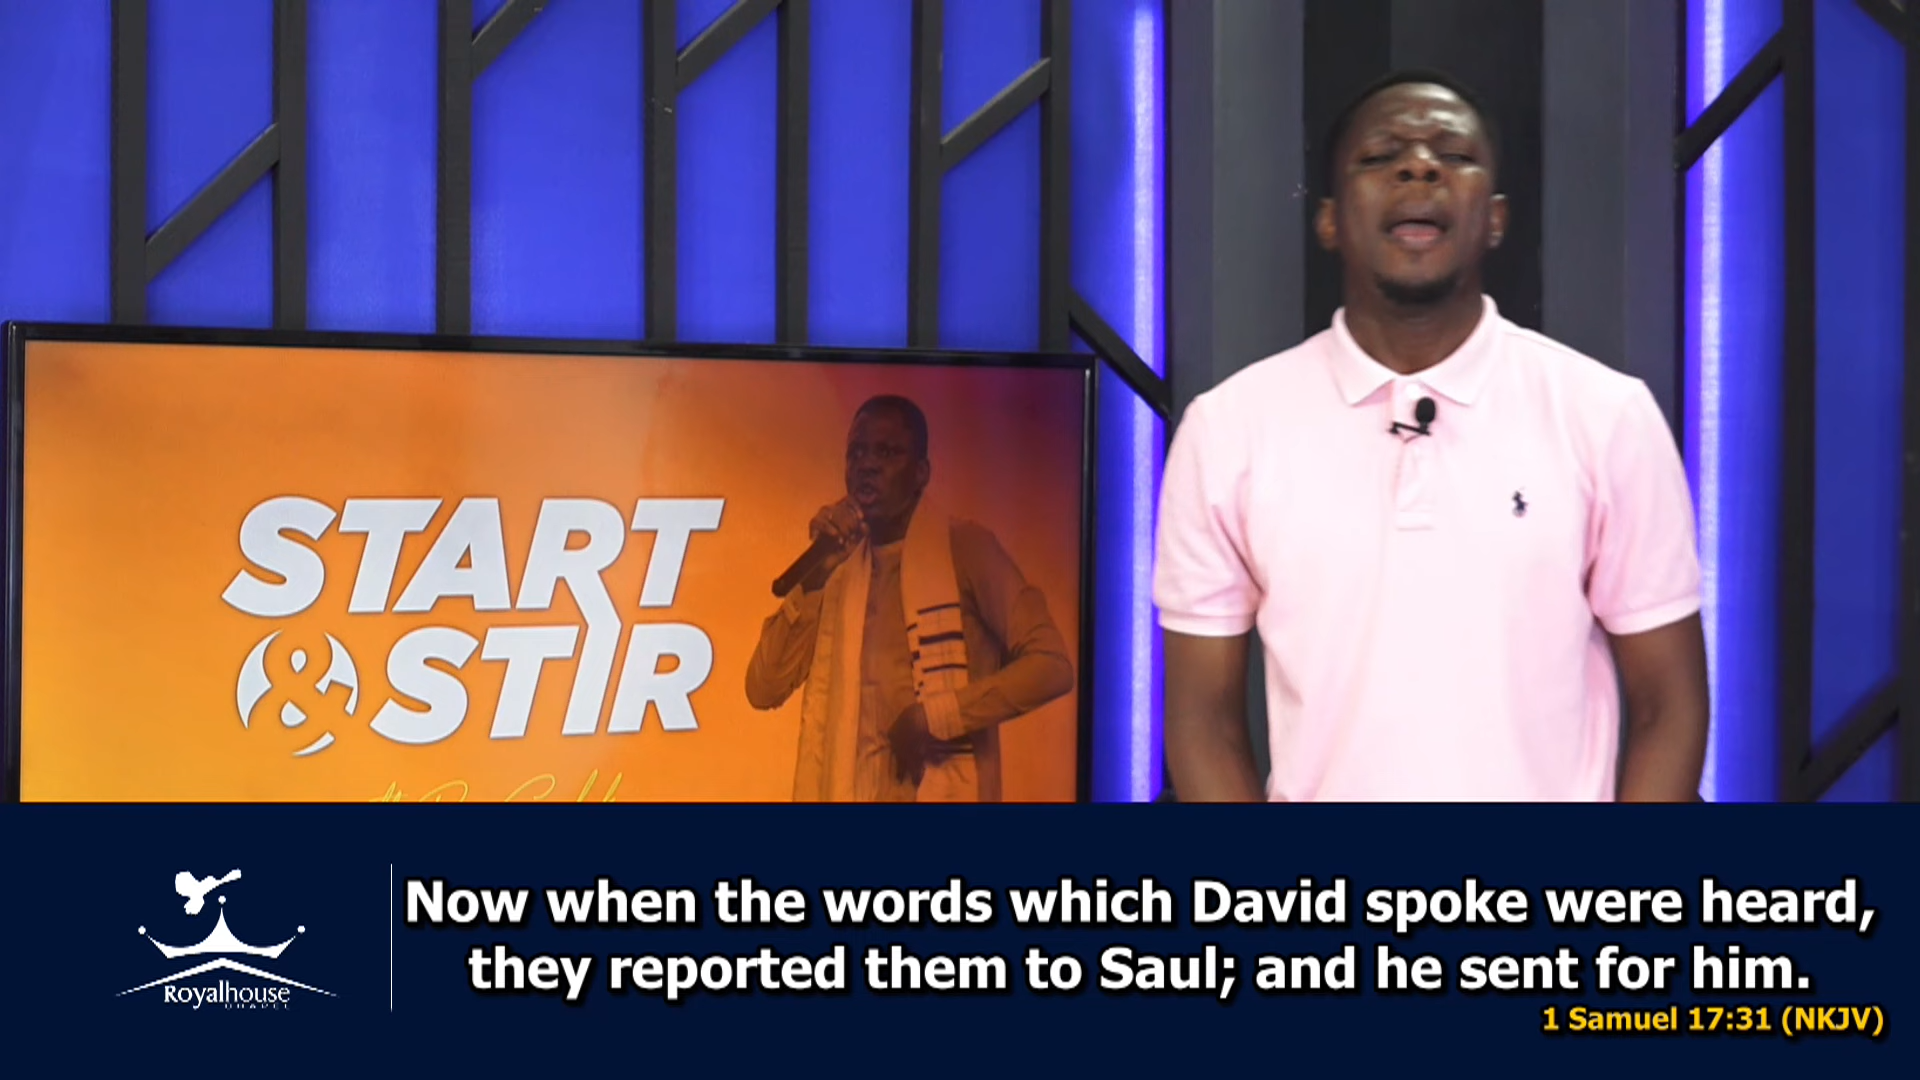 START
& STIR
Now when the words which David spoke were heard,
they reported them to Saul; and he sent for him.
1 Samuel 17:31 (NKJV)
Royalhouse
CHAPEL